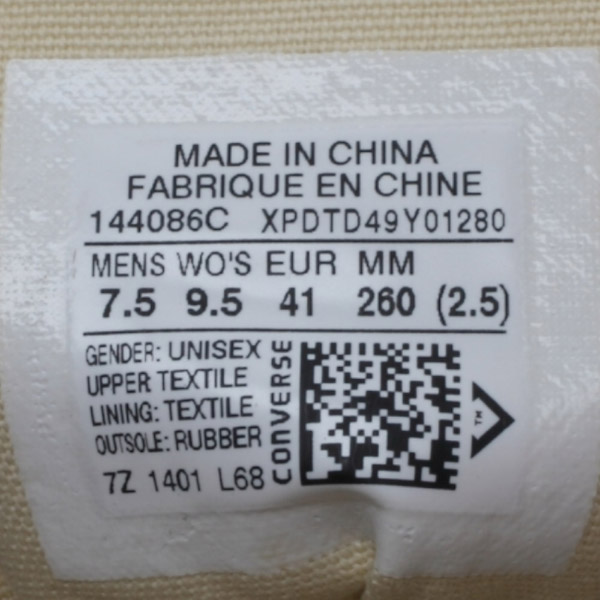 MADE IN CHINA
FABRIQUE EN CHINE
144086C XPDTD49Y01280
MENS WO'S EUR MM
7.5 9.5 41 260 (2.5)
GENDER: UNISEX
UPPER TEXTILE
LINING: TEXTILE
OUTSOLE: RUBBER
7Z 1401 L68
CONVERSE
TM